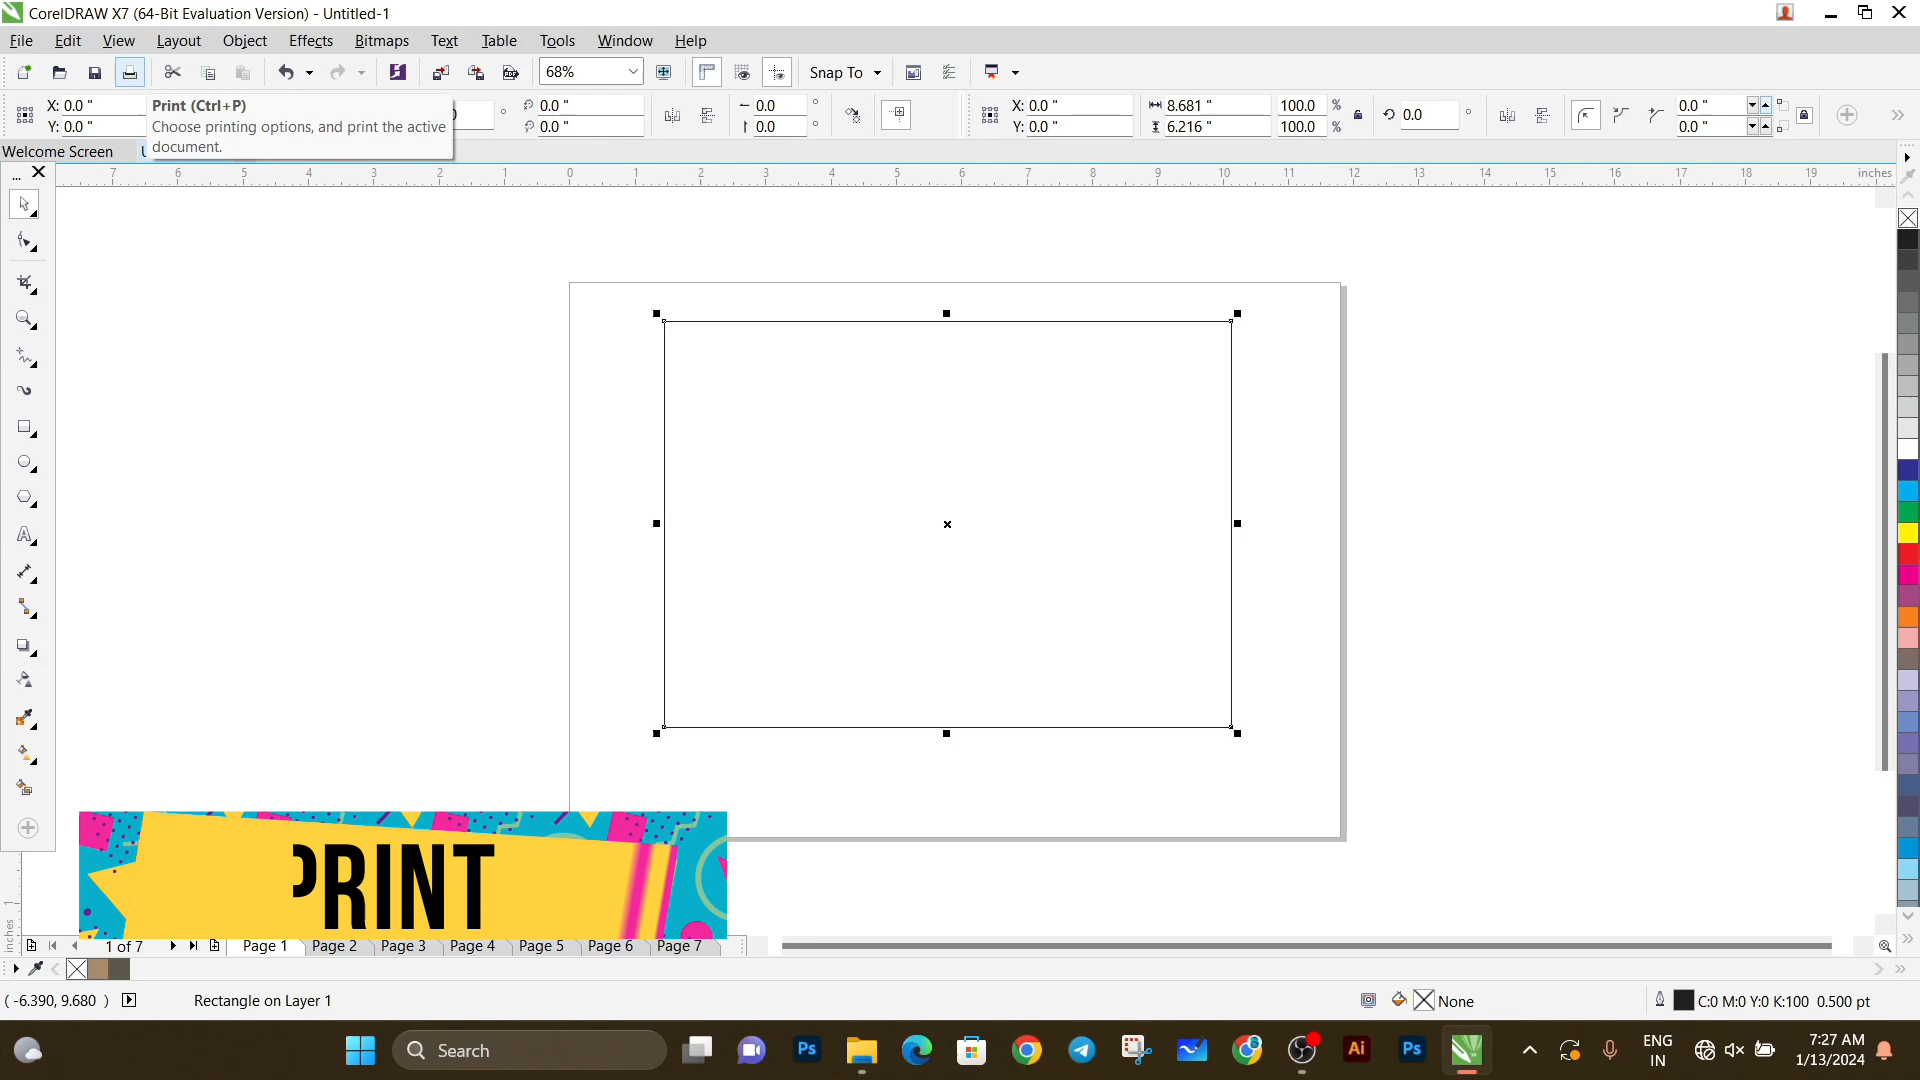 CorelDRAW X7 (64-Bit Evaluation Version) - Untitled-1
File Edit View Layout Object Effects Bitmaps Text Table Tools Window Help
68% Snap To
X: 0.0 " Y: 0.0 "
Print (Ctrl+P)
Choose printing options, and print the active
document.
0.0 " 0.0 0.0 X: 0.0 " 8.681 " 100.0 % 0.0 0.0 "
0.0 " 0.0 Y: 0.0 " 6.216 " 100.0 % 0.0 "
Welcome Screen
7 6 5 4 3 2 1 0 1 2 3 4 5 6 7 8 9 10 11 12 13 14 15 16 17 18 19 inches
PRINT
1
inches
1 of 7 Page 1 Page 2 Page 3 Page 4 Page 5 Page 6 Page 7
( -6.390, 9.680 ) Rectangle on Layer 1 None C:0 M:0 Y:0 K:100 0.500 pt
Search Ps Ai Ps ENG IN 7:27 AM
1/13/2024